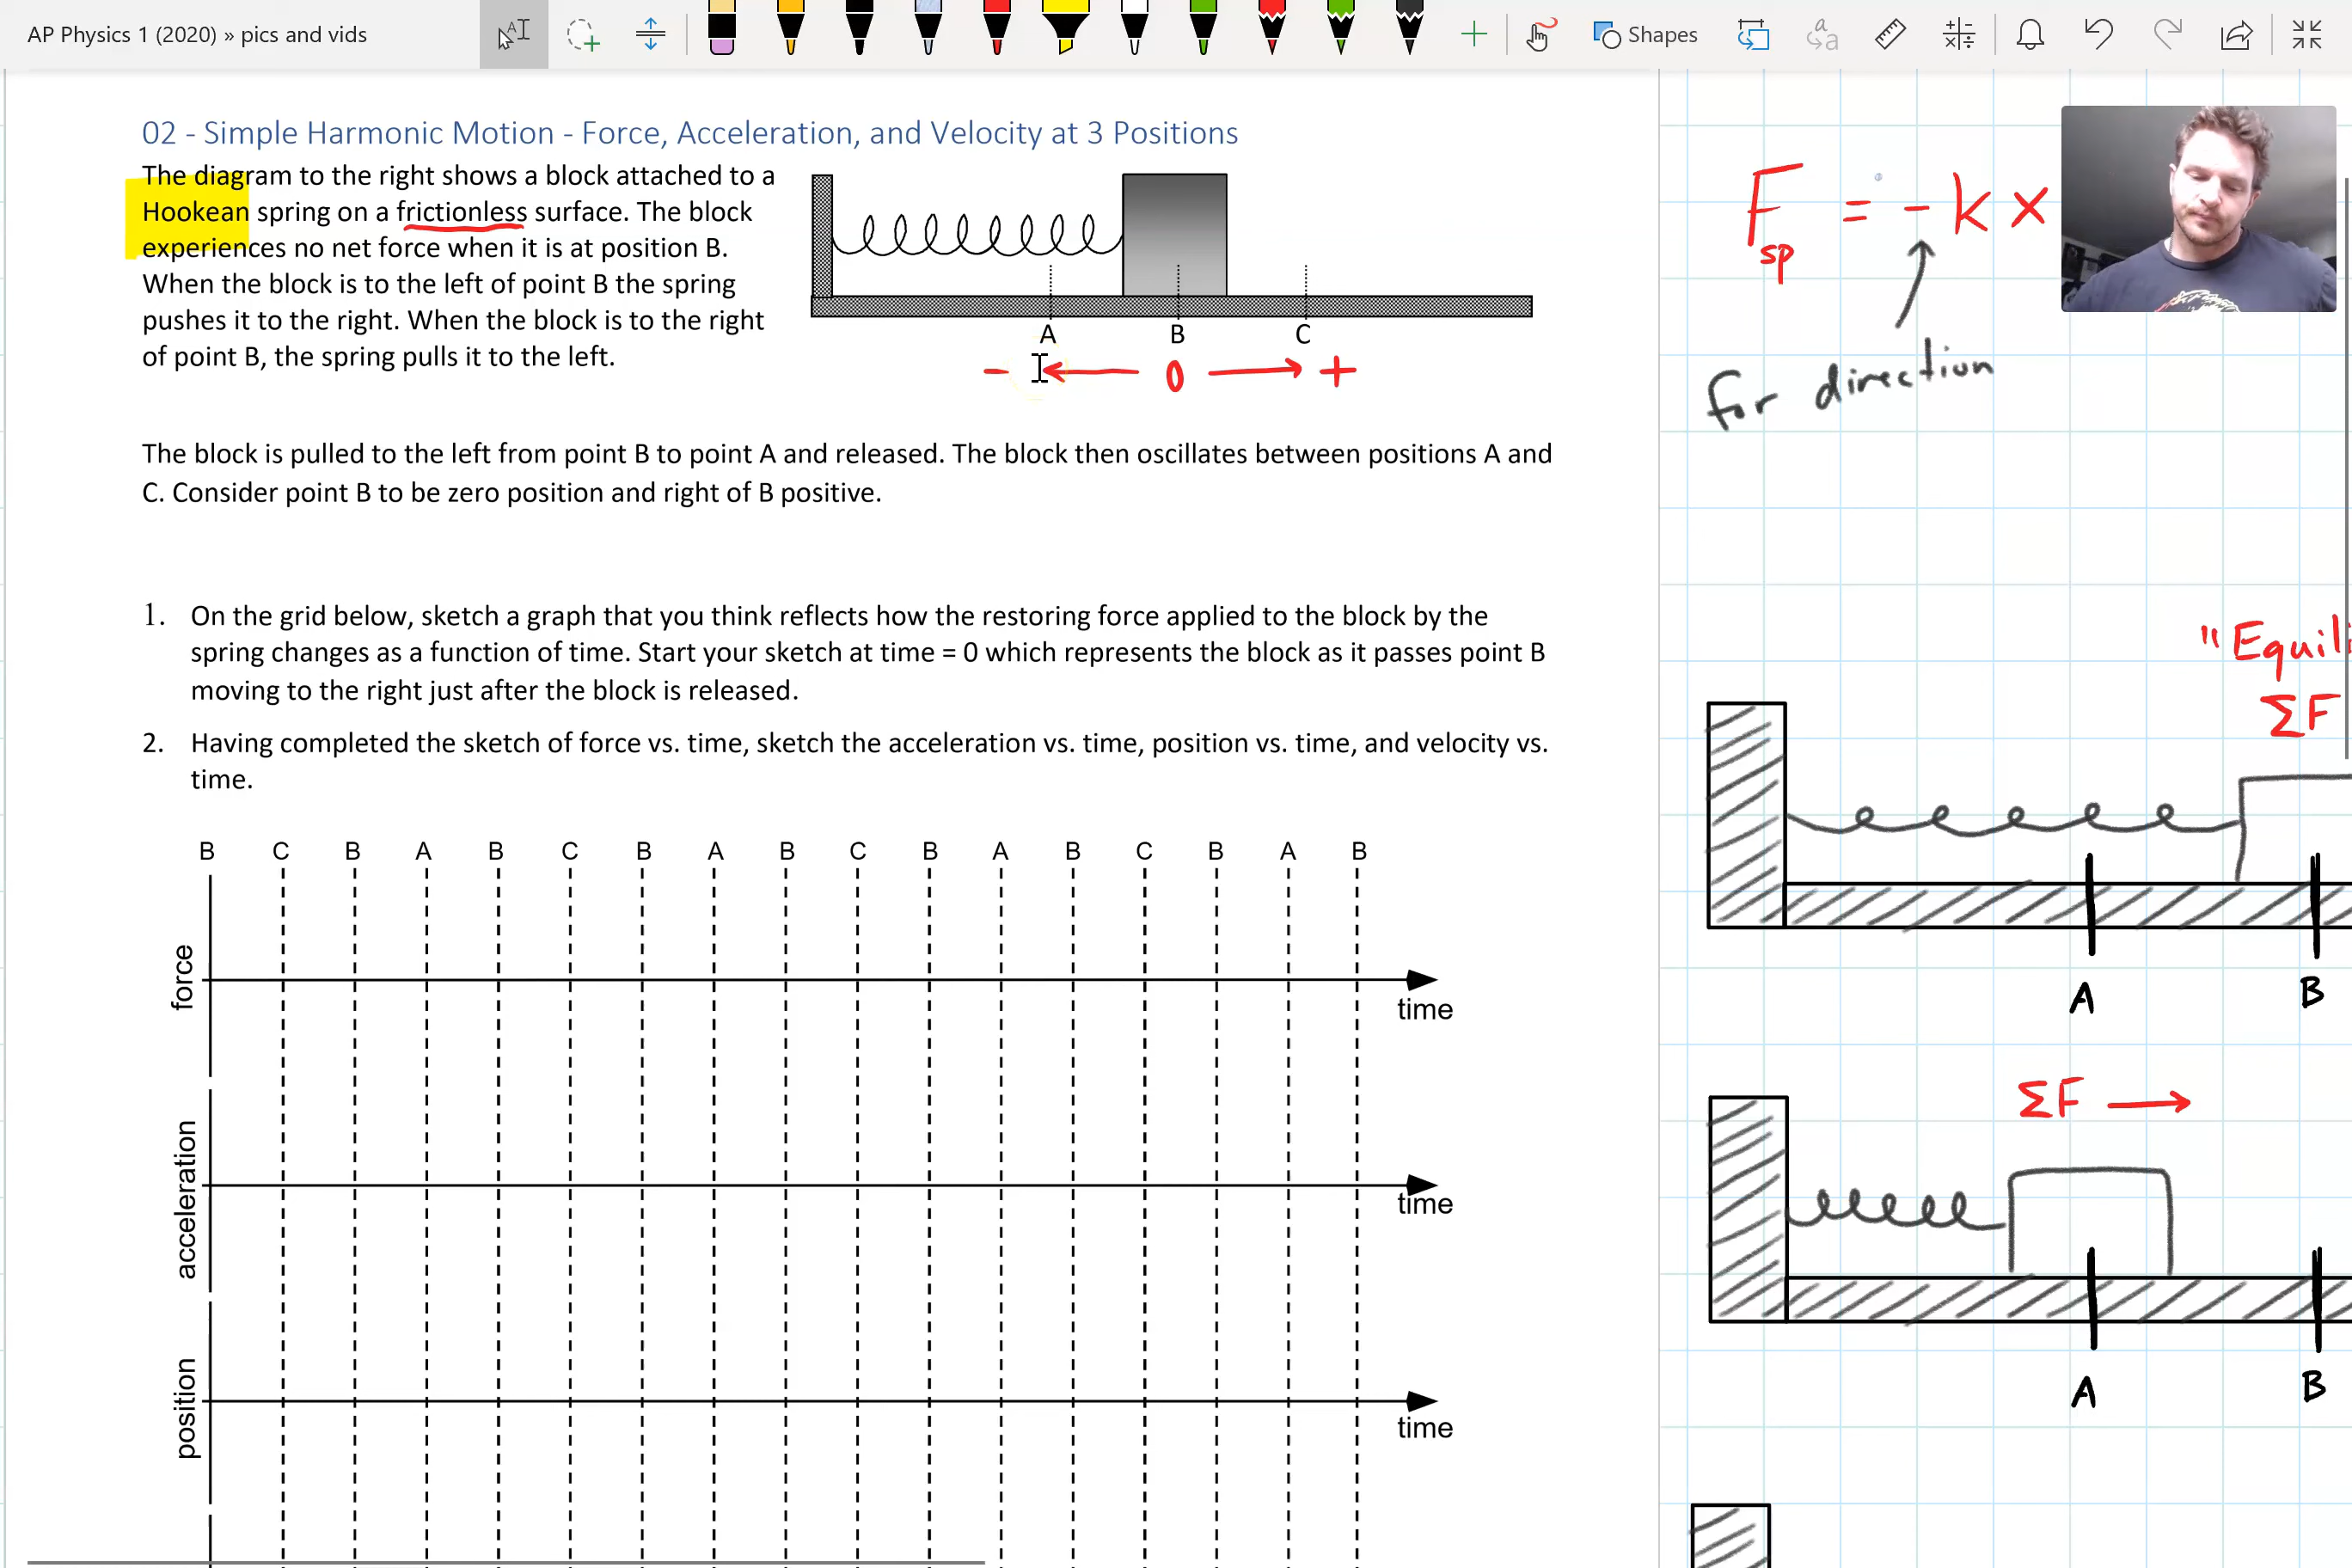 AP Physics 1 (2020) » pics and vids
Shapes
02 - Simple Harmonic Motion - Force, Acceleration, and Velocity at 3 Positions
The diagram to the right shows a block attached to a
Hookean spring on a frictionless surface. The block
experiences no net force when it is at position B.
When the block is to the left of point B the spring
pushes it to the right. When the block is to the right
of point B, the spring pulls it to the left.
A B C
- 0 +
The block is pulled to the left from point B to point A and released. The block then oscillates between positions A and
C. Consider point B to be zero position and right of B positive.
1. On the grid below, sketch a graph that you think reflects how the restoring force applied to the block by the
spring changes as a function of time. Start your sketch at time = 0 which represents the block as it passes point B
moving to the right just after the block is released.
2. Having completed the sketch of force vs. time, sketch the acceleration vs. time, position vs. time, and velocity vs.
time.
B C B A B C B A B C B A B C B A B
force
time
acceleration
time
position
time
F sp = - k x
for direction
"Equili
ΣF
A B
ΣF
A B